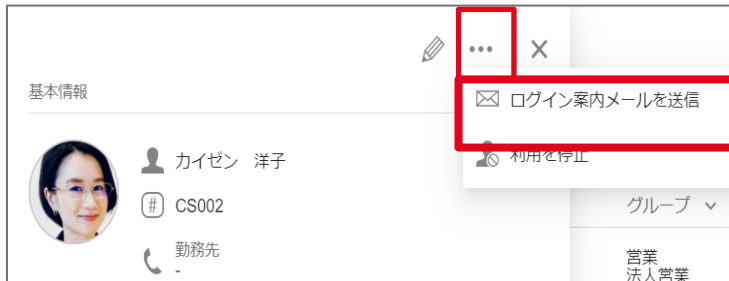 基本情報
ログイン案内メールを送信
カイゼン 洋子
利用を停止
# CS002
グループ
勤務先
-
営業
法人営業